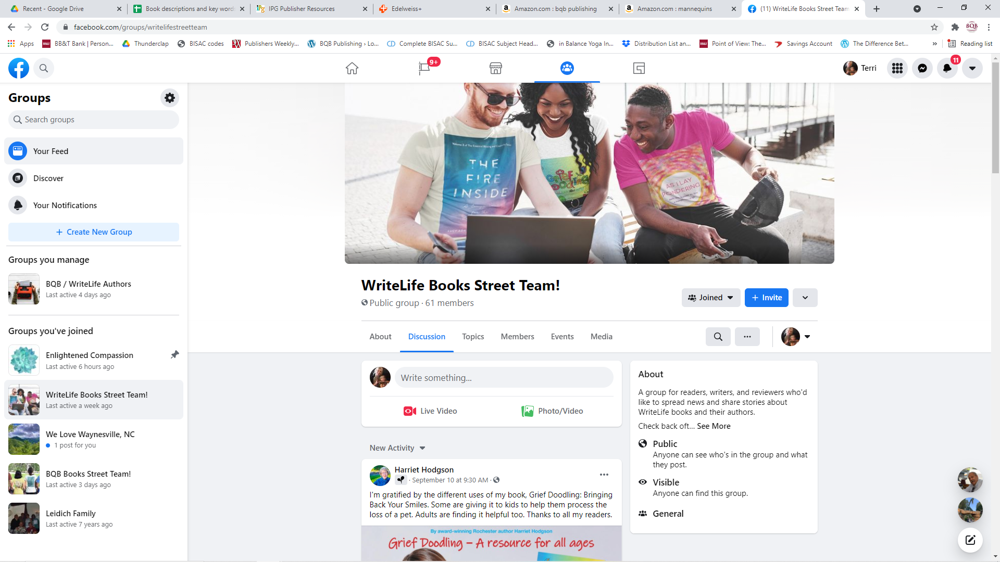 Recent - Google Drive
Book descriptions and key words
IPG Publisher Resources
Edelweiss+
Amazon.com : bqb publishing
Amazon.com : mannequins
(11) WriteLife Books Street Team
facebook.com/groups/writelifestreetteam
BQB
Apps
BB&T Bank | Person...
Thunderclap
BISAC codes
Publishers Weekly...
BQB Publishing › Lo...
Complete BISAC Su...
BISAC Subject Head...
in Balance Yoga In...
Distribution List an...
Point of View: The...
Savings Account
The Difference Bet...
»
Reading list
9+
Terri
11
Groups
Search groups
Your Feed
Discover
Your Notifications
+ Create New Group
Groups you manage
BQB / WriteLife Authors
Last active 4 days ago
Groups you've joined
Enlightened Compassion
Last active 6 hours ago
WriteLife Books Street Team!
Last active a week ago
We Love Waynesville, NC
1 post for you
BQB Books Street Team!
Last active 3 days ago
Leidich Family
Last active 7 years ago
THE
FIRE
INSIDE
GRIEF
DOODLING
AS I LAY
PONDERING
WriteLife Books Street Team!
Public group · 61 members
Joined
+ Invite
About
Discussion
Topics
Members
Events
Media
Write something...
Live Video
Photo/Video
New Activity
Harriet Hodgson
· September 10 at 9:30 AM ·
I'm gratified by the different uses of my book, Grief Doodling: Bringing
Back Your Smiles. Some are giving it to kids to help them process the
loss of a pet. Adults are finding it helpful too. Thanks to all my readers.
By award-winning Rochester author Harriet Hodgson
Grief Doodling – A resource for all ages
About
A group for readers, writers, and reviewers who'd
like to spread news and share stories about
WriteLife books and their authors.
Check back oft... See More
Public
Anyone can see who's in the group and what
they post.
Visible
Anyone can find this group.
General